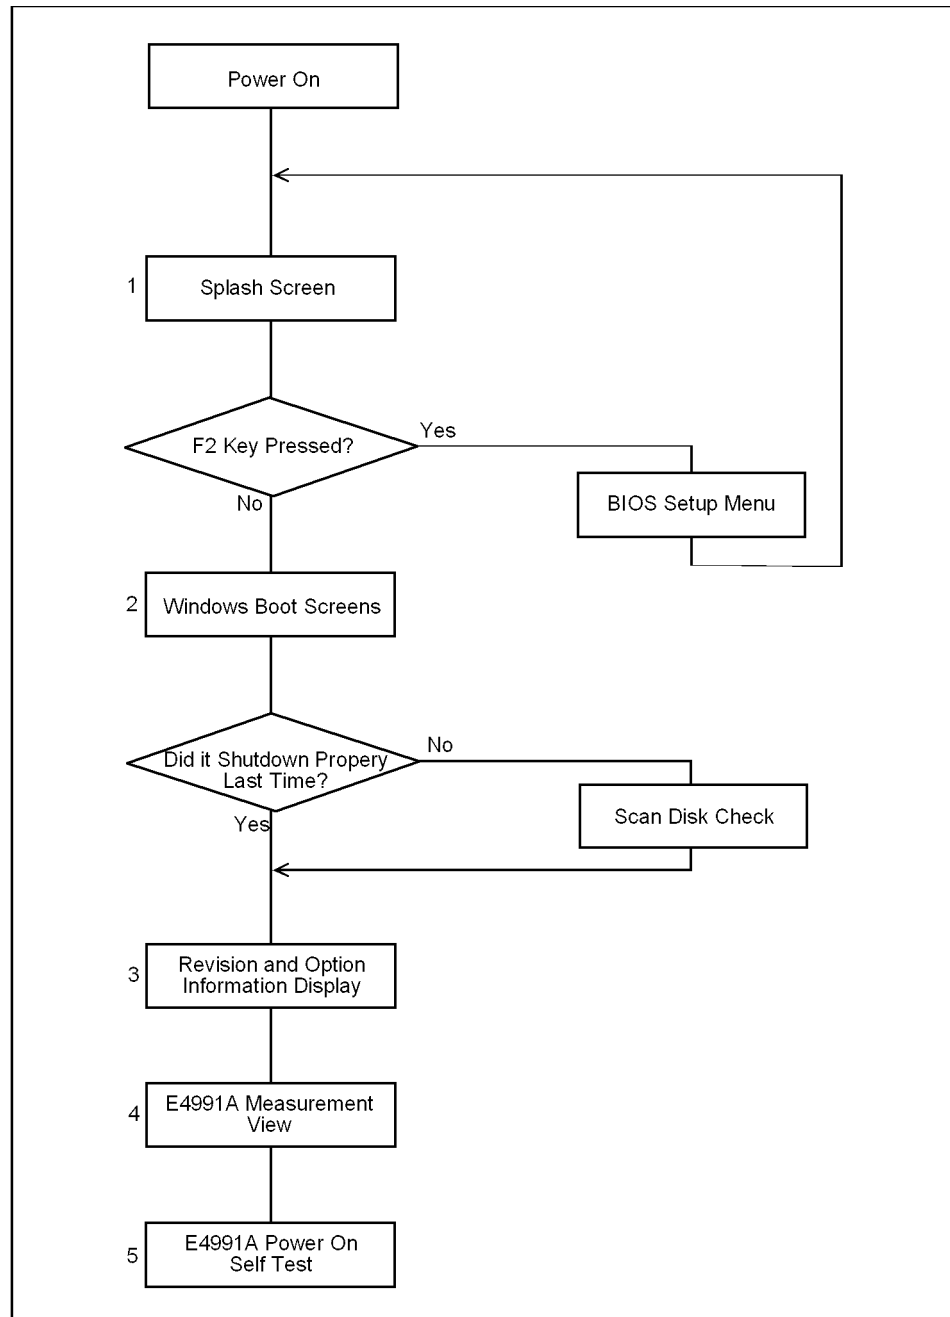 Power On
1
Splash Screen
F2 Key Pressed?
Yes
No
BIOS Setup Menu
2
Windows Boot Screens
Did it Shutdown Propery
Last Time?
No
Yes
Scan Disk Check
3
Revision and Option
Information Display
4
E4991A Measurement
View
5
E4991A Power On
Self Test